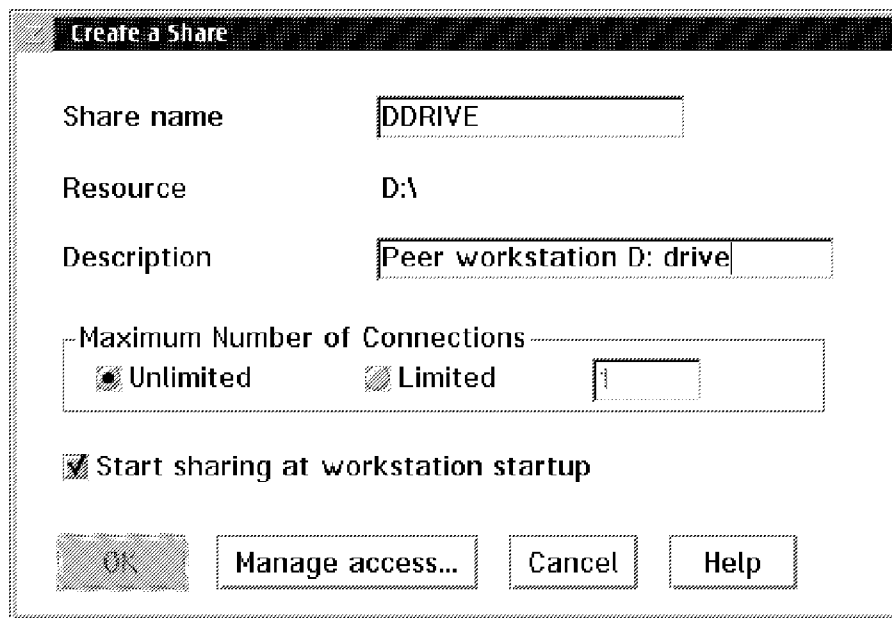 Create a Share
Share name DDRIVE
Resource D:\
Description Peer workstation D: drive
Maximum Number of Connections
Unlimited Limited 1
Start sharing at workstation startup
OK Manage access... Cancel Help